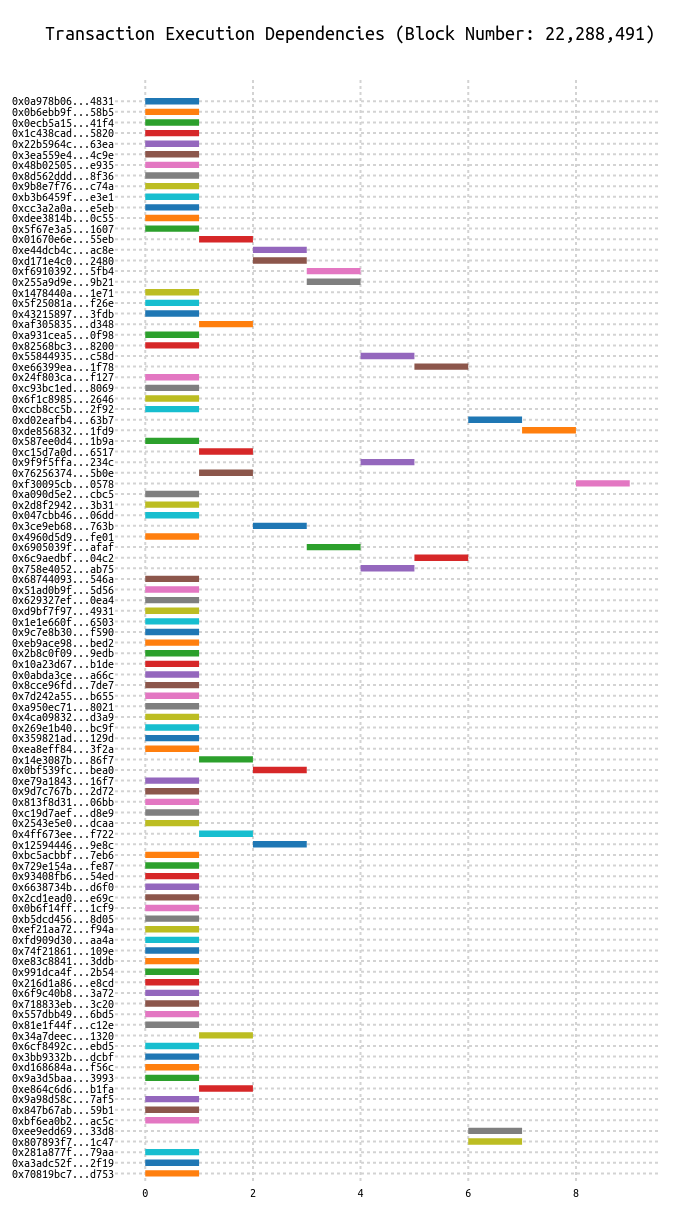 Transaction Execution Dependencies (Block Number: 22,288,491)
0x0a978b06...4831
0x0b6ebb9f...58b5
0x0ecb5a15...41f4
0x1c438cad...5820
0x22b5964c...63ea
0x3ea559e4...4c9e
0x48b02505...e935
0x8d562ddd...8f36
0x9b8e7f76...c74a
0xb3b6459f...e3e1
0xcc3a2a0a...e5eb
0xdee3814b...0c55
0x5f67e3a5...1607
0x01670e6e...55eb
0xe44dcb4c...ac8e
0xd171e4c0...2480
0xf6910392...5fb4
0x255a9d9e...9b21
0x1478440a...1e71
0x5f25081a...f26e
0x43215897...3fdb
0xaf305835...d348
0xa931cea5...0f98
0x82568bc3...8200
0x55844935...c58d
0xe66399ea...1f78
0x24f803ca...f127
0xc93bc1ed...8069
0x6f1c8985...2646
0xccb8cc5b...2f92
0xd02eafb4...63b7
0xde856832...1fd9
0x587ee0d4...1b9a
0xc15d7a0d...6517
0x9f9f5ffa...234c
0x76256374...5b0e
0xf30095cb...0578
0xa090d5e2...cbc5
0x2d8f2942...3b31
0x047cbb46...06dd
0x3ce9eb68...763b
0x4960d5d9...fe01
0x6905039f...afaf
0x6c9aedbf...04c2
0x758e4052...ab75
0x68744093...546a
0x51ad0b9f...5d56
0x629327ef...0ea4
0xd9bf7f97...4931
0x1e1e660f...6503
0x9c7e8b30...f590
0xeb9ace98...bed2
0x2b8c0f09...9edb
0x10a23d67...b1de
0x0abda3ce...a66c
0x8cce96fd...7de7
0x7d242a55...b655
0xa950ec71...8021
0x4ca09832...d3a9
0x269e1b40...bc9f
0x359821ad...129d
0xea8eff84...3f2a
0x14e3087b...86f7
0x0bf539fc...bea0
0xe79a1843...16f7
0x9d7c767b...2d72
0x813f8d31...06bb
0xc19d7aef...d8e9
0x2543e5e0...dcaa
0x4ff673ee...f722
0x12594446...9e8c
0xbc5acbbf...7eb6
0x729e154a...fe87
0x93408fb6...54ed
0x6638734b...d6f0
0x2cd1ead0...e69c
0x0b6f14ff...1cf9
0xb5dcd456...8d05
0xef21aa72...f94a
0xfd909d30...aa4a
0x74f21861...109e
0xe83c8841...3ddb
0x991dca4f...2b54
0x216d1a86...e8cd
0x6f9c40b8...3a72
0x718833eb...3c20
0x557dbb49...6bd5
0x81e1f44f...c12e
0x34a7deec...1320
0x6cf8492c...ebd5
0x3bb9332b...dcbf
0xd168684a...f56c
0x9a3d5baa...3993
0xe864c6d6...b1fa
0x9a98d58c...7af5
0x847b67ab...59b1
0xbf6ea0b2...ac5c
0xee9edd69...33d8
0x807893f7...1c47
0x281a877f...79aa
0xa3adc52f...2f19
0x70819bc7...d753
0 2 4 6 8